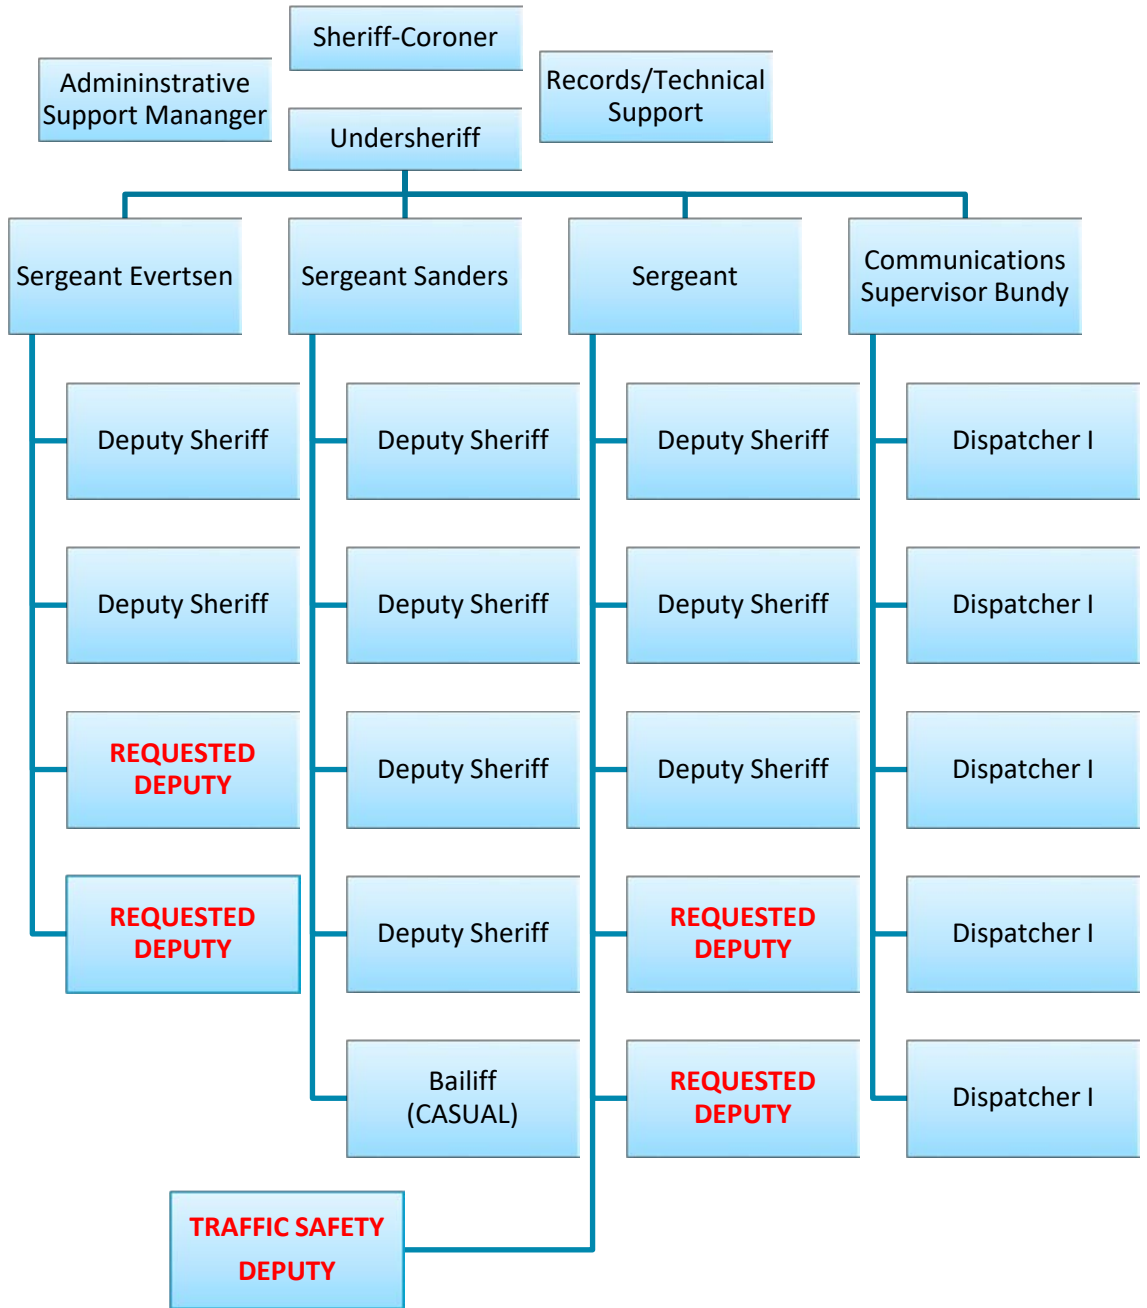 Sheriff-Coroner
Admininstrative
Support Mananger
Records/Technical
Support
Undersheriff
Sergeant Evertsen
Sergeant Sanders
Sergeant
Communications
Supervisor Bundy
Deputy Sheriff
Deputy Sheriff
Deputy Sheriff
Dispatcher I
Deputy Sheriff
Deputy Sheriff
Deputy Sheriff
Dispatcher I
REQUESTED
DEPUTY
Deputy Sheriff
Deputy Sheriff
Dispatcher I
REQUESTED
DEPUTY
Deputy Sheriff
REQUESTED
DEPUTY
Dispatcher I
Bailiff
(CASUAL)
REQUESTED
DEPUTY
Dispatcher I
TRAFFIC SAFETY
DEPUTY